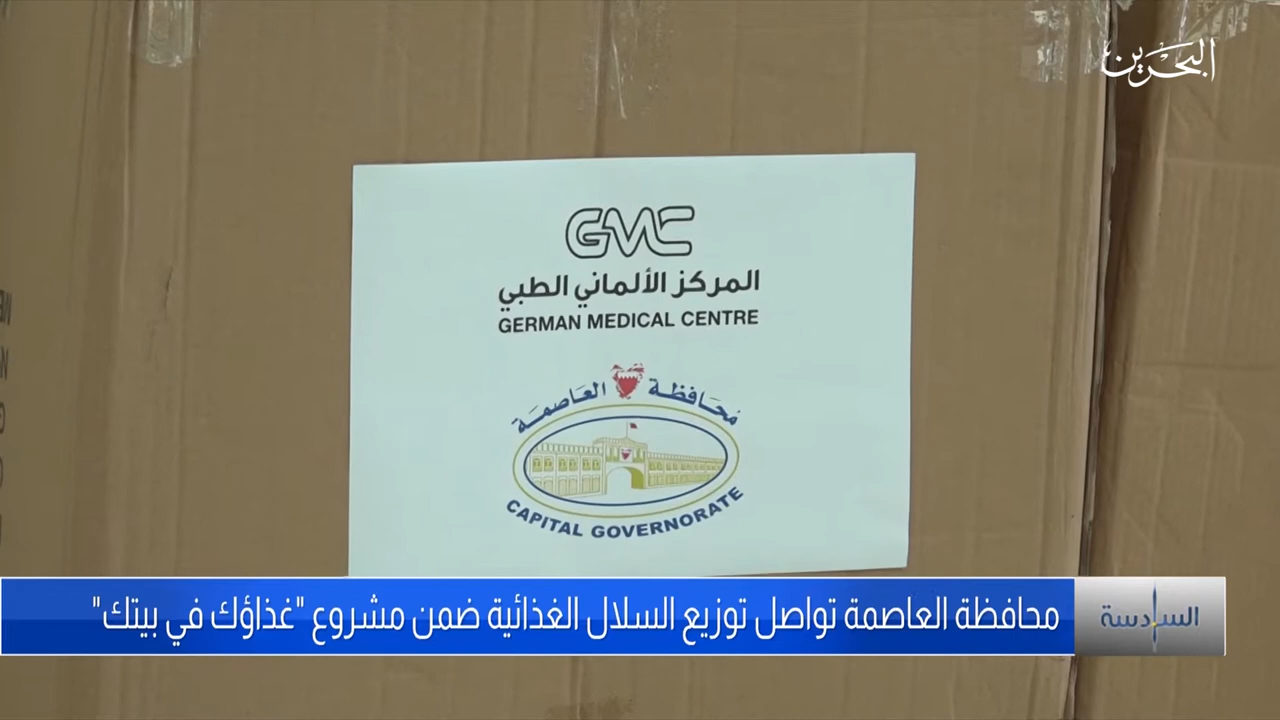 البحرين
GMC
المركز الألماني الطبي
GERMAN MEDICAL CENTRE
محافظة العاصمة
CAPITAL GOVERNORATE
السادسة
محافظة العاصمة تواصل توزيع السلال الغذائية ضمن مشروع "غذاؤك في بيتك"